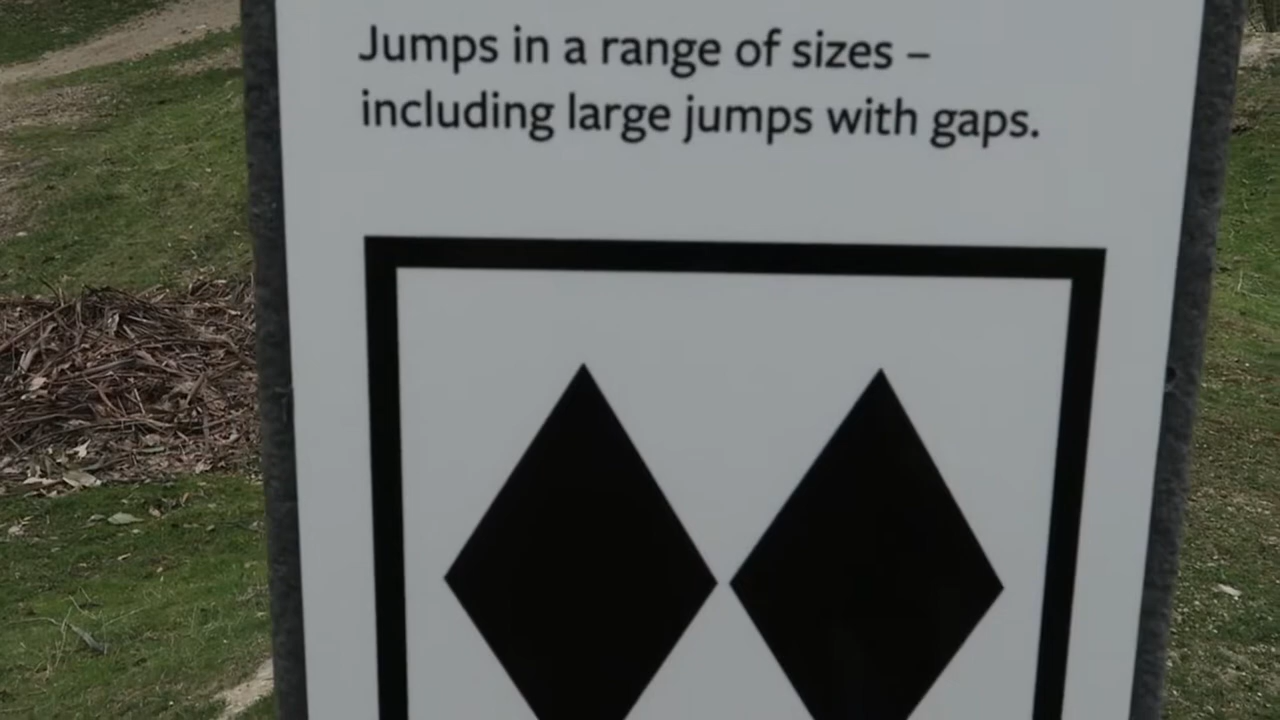 Jumps in a range of sizes –
including large jumps with gaps.